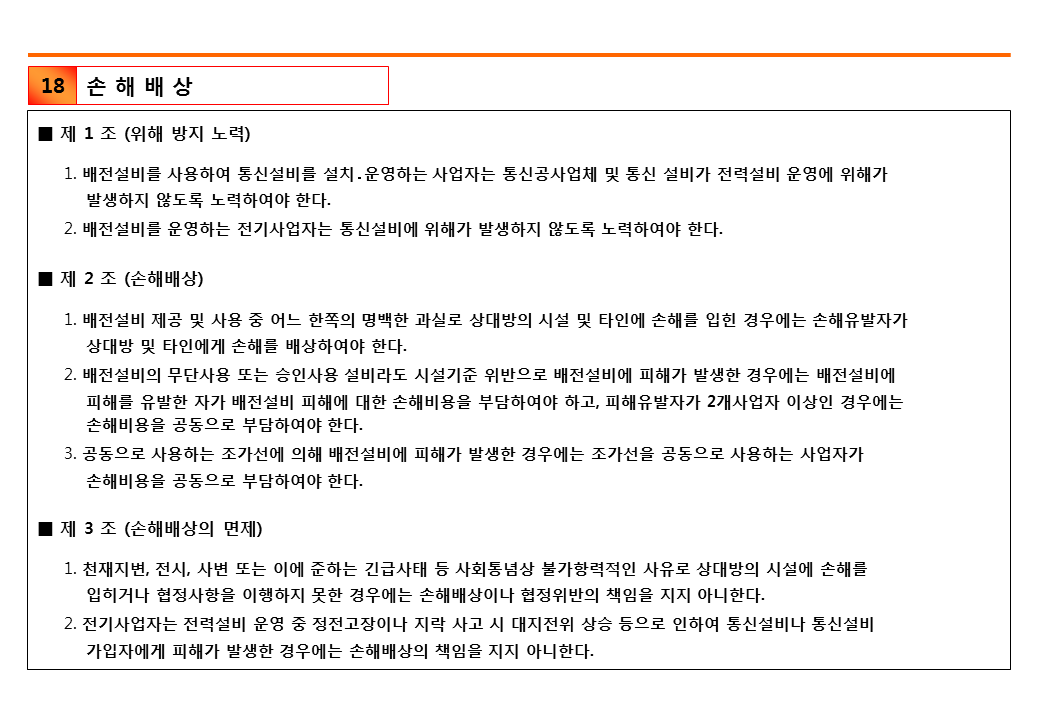 18 손 해 배 상
■ 제 1 조 (위해 방지 노력)
1. 배전설비를 사용하여 통신설비를 설치.운영하는 사업자는 통신공사업체 및 통신 설비가 전력설비 운영에 위해가
발생하지 않도록 노력하여야 한다.
2. 배전설비를 운영하는 전기사업자는 통신설비에 위해가 발생하지 않도록 노력하여야 한다.
■ 제 2 조 (손해배상)
1. 배전설비 제공 및 사용 중 어느 한쪽의 명백한 과실로 상대방의 시설 및 타인에 손해를 입힌 경우에는 손해유발자가
상대방 및 타인에게 손해를 배상하여야 한다.
2. 배전설비의 무단사용 또는 승인사용 설비라도 시설기준 위반으로 배전설비에 피해가 발생한 경우에는 배전설비에
피해를 유발한 자가 배전설비 피해에 대한 손해비용을 부담하여야 하고, 피해유발자가 2개사업자 이상인 경우에는
손해비용을 공동으로 부담하여야 한다.
3. 공동으로 사용하는 조가선에 의해 배전설비에 피해가 발생한 경우에는 조가선을 공동으로 사용하는 사업자가
손해비용을 공동으로 부담하여야 한다.
■ 제 3 조 (손해배상의 면제)
1. 천재지변, 전시, 사변 또는 이에 준하는 긴급사태 등 사회통념상 불가항력적인 사유로 상대방의 시설에 손해를
입히거나 협정사항을 이행하지 못한 경우에는 손해배상이나 협정위반의 책임을 지지 아니한다.
2. 전기사업자는 전력설비 운영 중 정전고장이나 지락 사고 시 대지전위 상승 등으로 인하여 통신설비나 통신설비
가입자에게 피해가 발생한 경우에는 손해배상의 책임을 지지 아니한다.